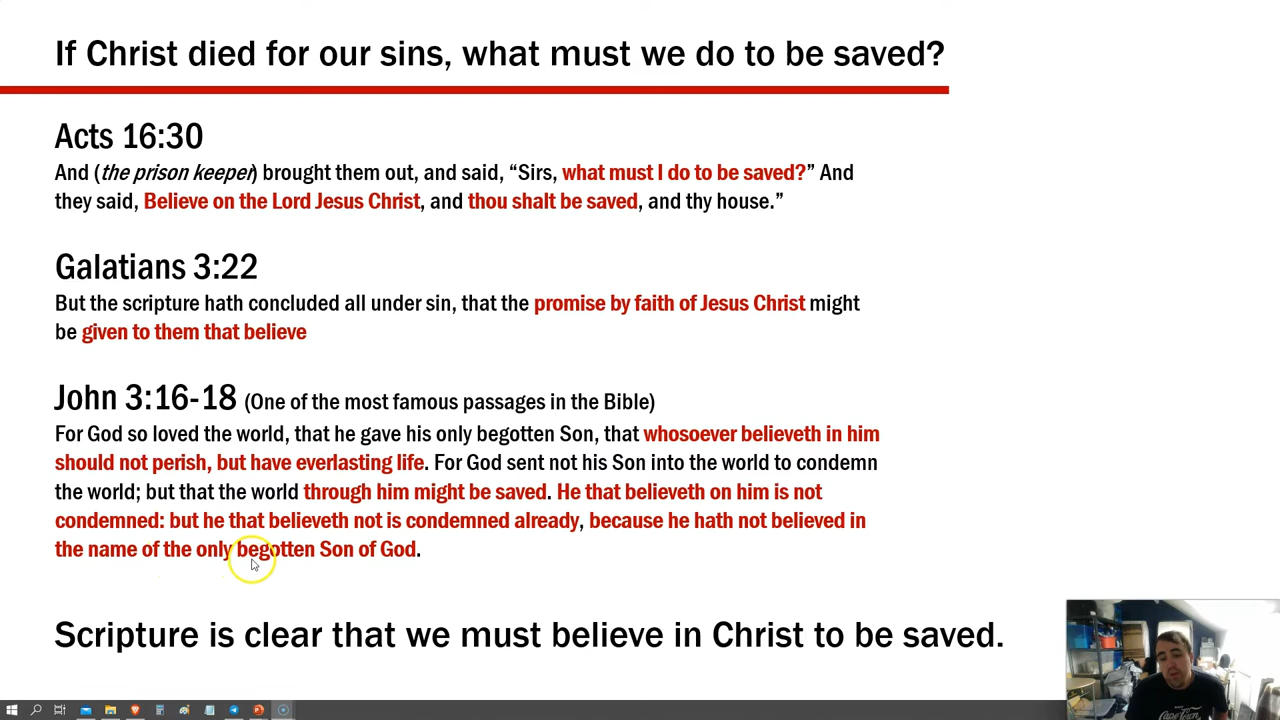 If Christ died for our sins, what must we do to be saved?
Acts 16:30
And (the prison keeper) brought them out, and said, “Sirs, what must I do to be saved?” And
they said, Believe on the Lord Jesus Christ, and thou shalt be saved, and thy house.”
Galatians 3:22
But the scripture hath concluded all under sin, that the promise by faith of Jesus Christ might
be given to them that believe
John 3:16-18 (One of the most famous passages in the Bible)
For God so loved the world, that he gave his only begotten Son, that whosoever believeth in him
should not perish, but have everlasting life. For God sent not his Son into the world to condemn
the world; but that the world through him might be saved. He that believeth on him is not
condemned: but he that believeth not is condemned already, because he hath not believed in
the name of the only begotten Son of God.
Scripture is clear that we must believe in Christ to be saved.